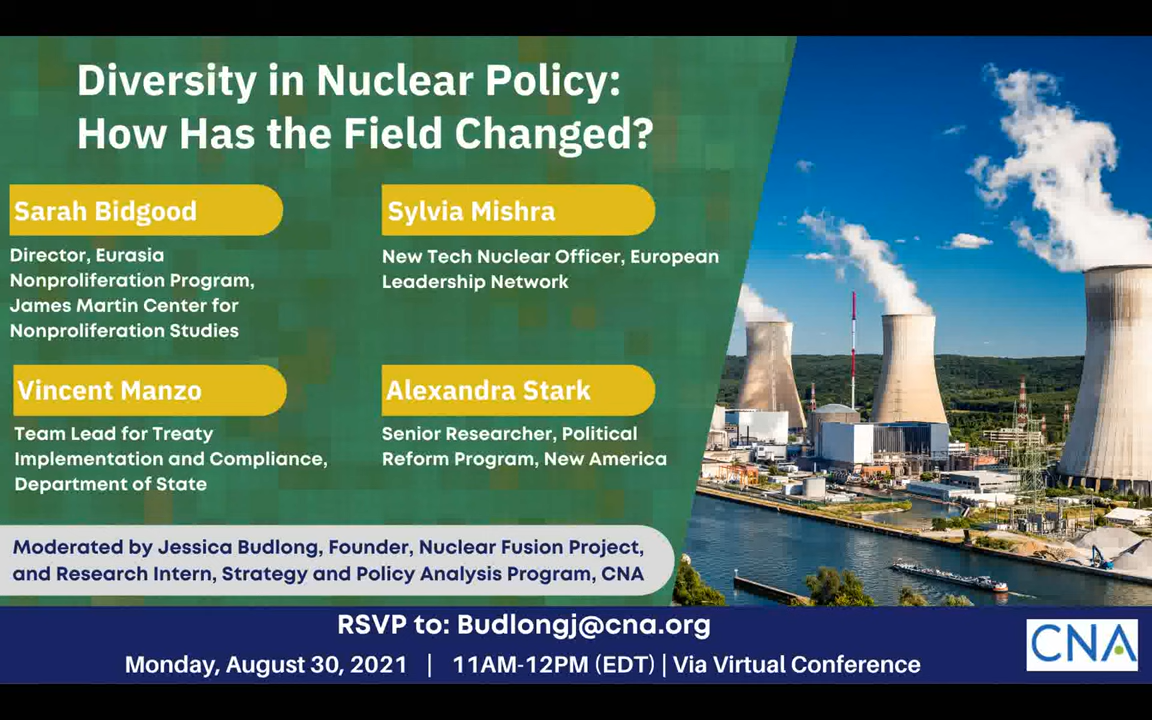 Diversity in Nuclear Policy:
How Has the Field Changed?
Sarah Bidgood
Director, Eurasia
Nonproliferation Program,
James Martin Center for
Nonproliferation Studies
Sylvia Mishra
New Tech Nuclear Officer, European
Leadership Network
Vincent Manzo
Team Lead for Treaty
Implementation and Compliance,
Department of State
Alexandra Stark
Senior Researcher, Political
Reform Program, New America
Moderated by Jessica Budlong, Founder, Nuclear Fusion Project,
and Research Intern, Strategy and Policy Analysis Program, CNA
RSVP to: Budlongj@cna.org
Monday, August 30, 2021 | 11AM-12PM (EDT) | Via Virtual Conference
CNA